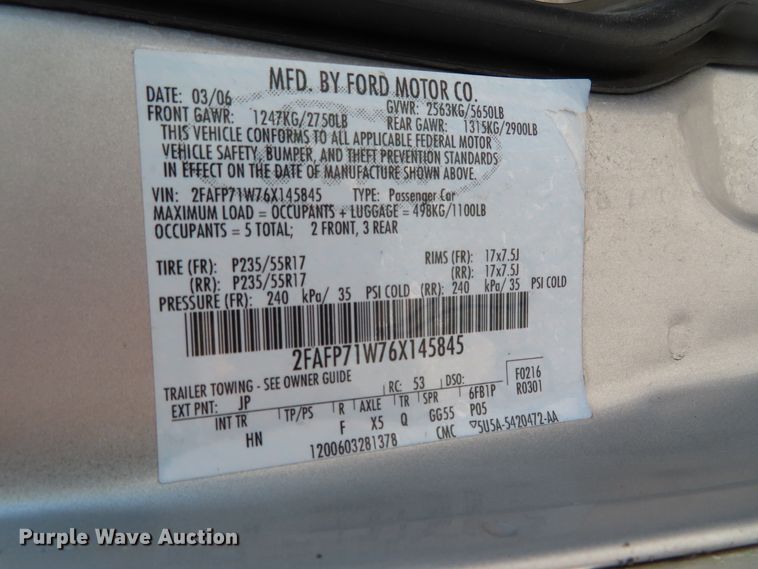 MFD. BY FORD MOTOR CO.
DATE: 03/06 GVWR: 2563KG/5650LB
FRONT GAWR: 1247KG/2750LB REAR GAWR: 1315KG/2900LB
THIS VEHICLE CONFORMS TO ALL APPLICABLE FEDERAL MOTOR
VEHICLE SAFETY, BUMPER, AND THEFT PREVENTION STANDARDS
IN EFFECT ON THE DATE OF MANUFACTURE SHOWN ABOVE.
VIN: 2FAFP71W76X145845 TYPE: Passenger Car
MAXIMUM LOAD = OCCUPANTS + LUGGAGE = 498KG/1100LB
OCCUPANTS = 5 TOTAL; 2 FRONT, 3 REAR
TIRE (FR): P235/55R17 RIMS (FR): 17x7.5J
(RR): P235/55R17 (RR): 17x7.5J
PRESSURE (FR): 240 kPa/ 35 PSI COLD (RR): 240 kPa/ 35 PSI COLD
2FAFP71W76X145845
TRAILER TOWING - SEE OWNER GUIDE
EXT PNT: JP RC: 53 DSO: F0216
INT TR TP/PS R AXLE TR SPR 6FB1P R0301
HN F X5 Q GG55 P05
1200603281378 CMC ▽5U5A-5420472-AA
Purple Wave Auction